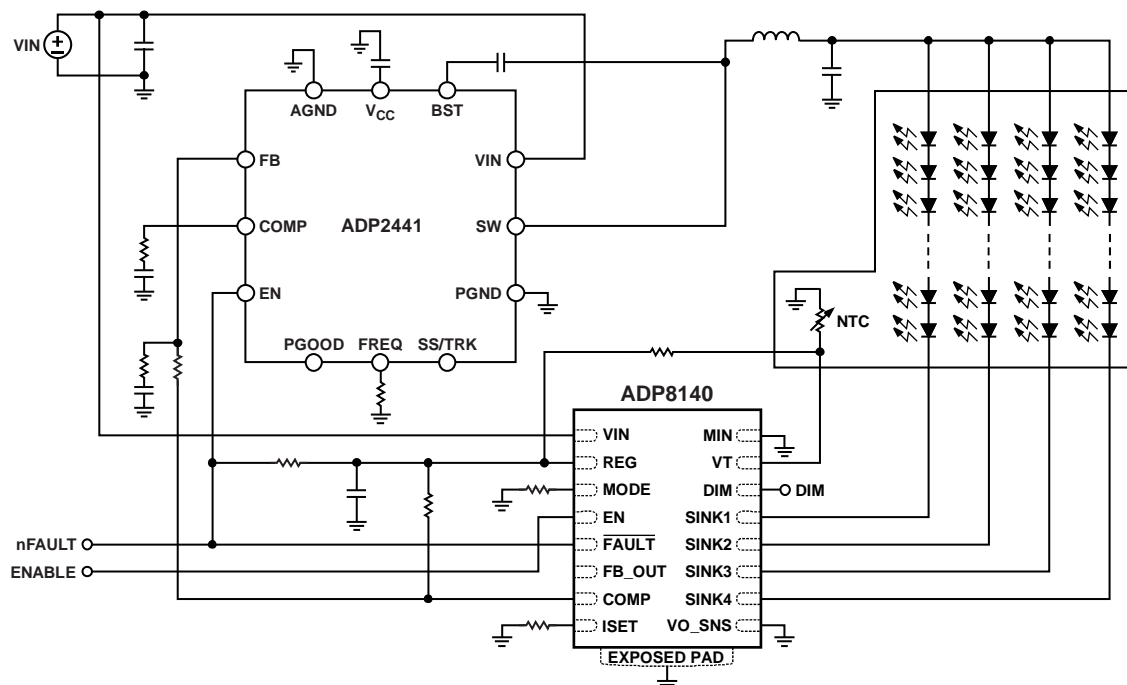 VIN
AGND
VCC
BST
FB
VIN
COMP
ADP2441
SW
EN
PGND
NTC
PGOOD
FREQ
SS/TRK
ADP8140
VIN
MIN
REG
VT
MODE
DIM
DIM
EN
SINK1
nFAULT
FAULT
SINK2
ENABLE
FB_OUT
SINK3
COMP
SINK4
ISET
VO_SNS
EXPOSED PAD